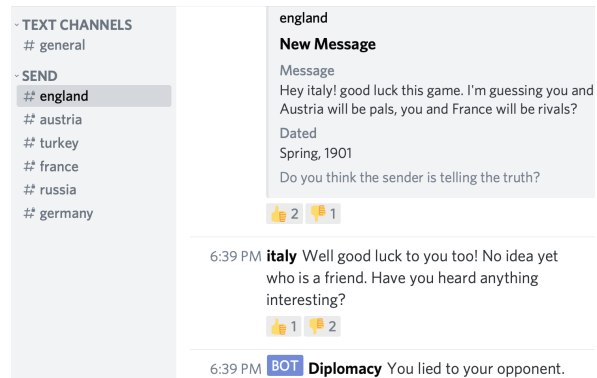 TEXT CHANNELS
# general
SEND
# england
# austria
# turkey
# france
# russia
# germany
england
New Message
Message
Hey italy! good luck this game. I'm guessing you and
Austria will be pals, you and France will be rivals?
Dated
Spring, 1901
Do you think the sender is telling the truth?
👍 2 👎 1
6:39 PM italy Well good luck to you too! No idea yet
who is a friend. Have you heard anything
interesting?
👍 1 👎 2
6:39 PM BOT Diplomacy You lied to your opponent.